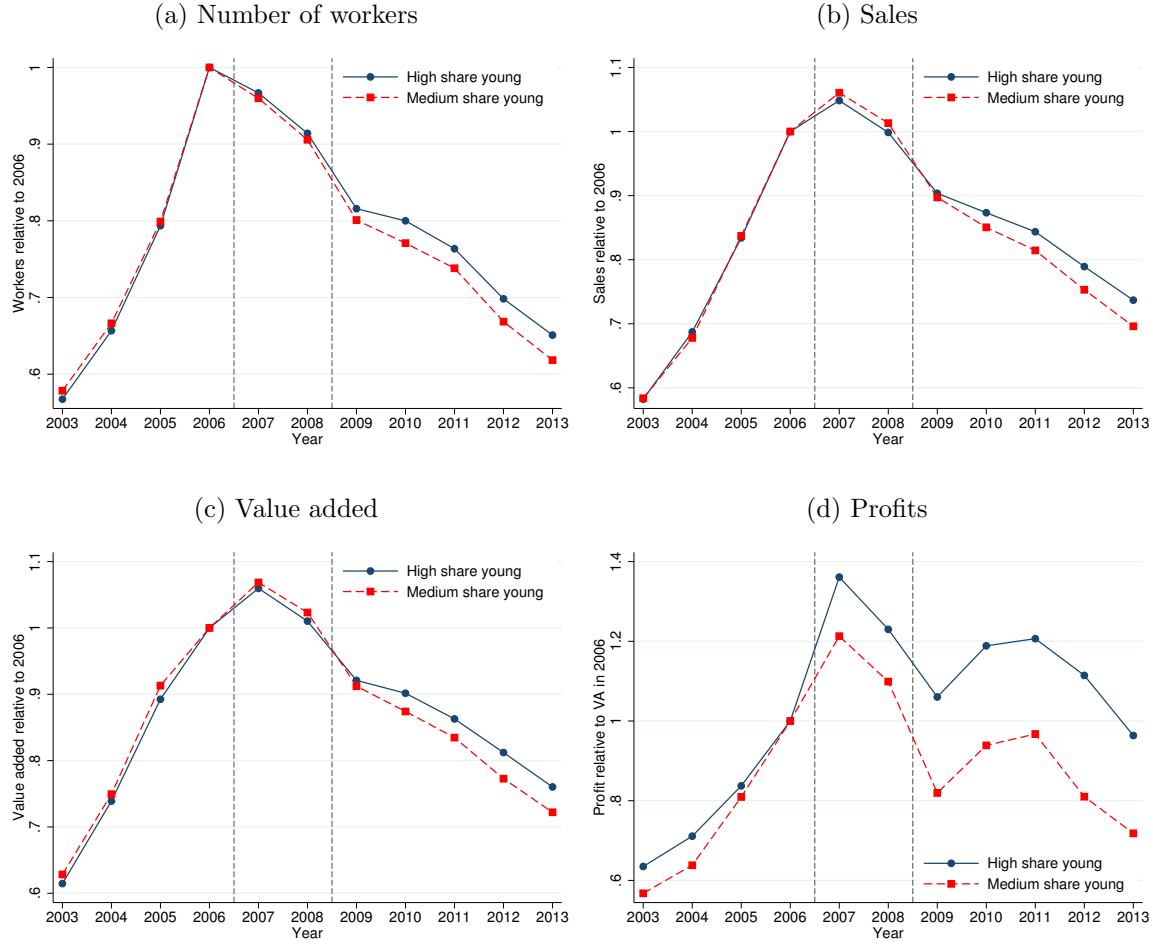 (a) Number of workers
Workers relative to 2006
1
.9
.8
.7
.6
High share young
Medium share young
2003 2004 2005 2006 2007 2008 2009 2010 2011 2012 2013
Year
(b) Sales
Sales relative to 2006
1.1
1
.9
.8
.7
.6
High share young
Medium share young
2003 2004 2005 2006 2007 2008 2009 2010 2011 2012 2013
Year
(c) Value added
Value added relative to 2006
1.1
1
.9
.8
.7
.6
High share young
Medium share young
2003 2004 2005 2006 2007 2008 2009 2010 2011 2012 2013
Year
(d) Profits
Profit relative to VA in 2006
1.4
1.2
1
.8
.6
High share young
Medium share young
2003 2004 2005 2006 2007 2008 2009 2010 2011 2012 2013
Year